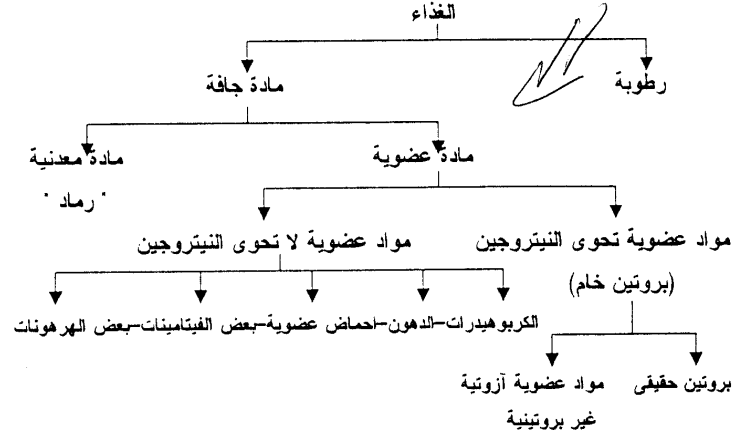 الغذاء
رطوبة
مادة جافة
مادة عضوية
مادة معدنية
" رماد "
مواد عضوية تحوى النيتروجين
(بروتين خام)
مواد عضوية لا تحوى النيتروجين
الكربوهيدرات–الدهون–احماض عضوية–بعض الفيتامينات–بعض الهرهونات
بروتين حقيقى
مواد عضوية آزوتية
غير بروتينية